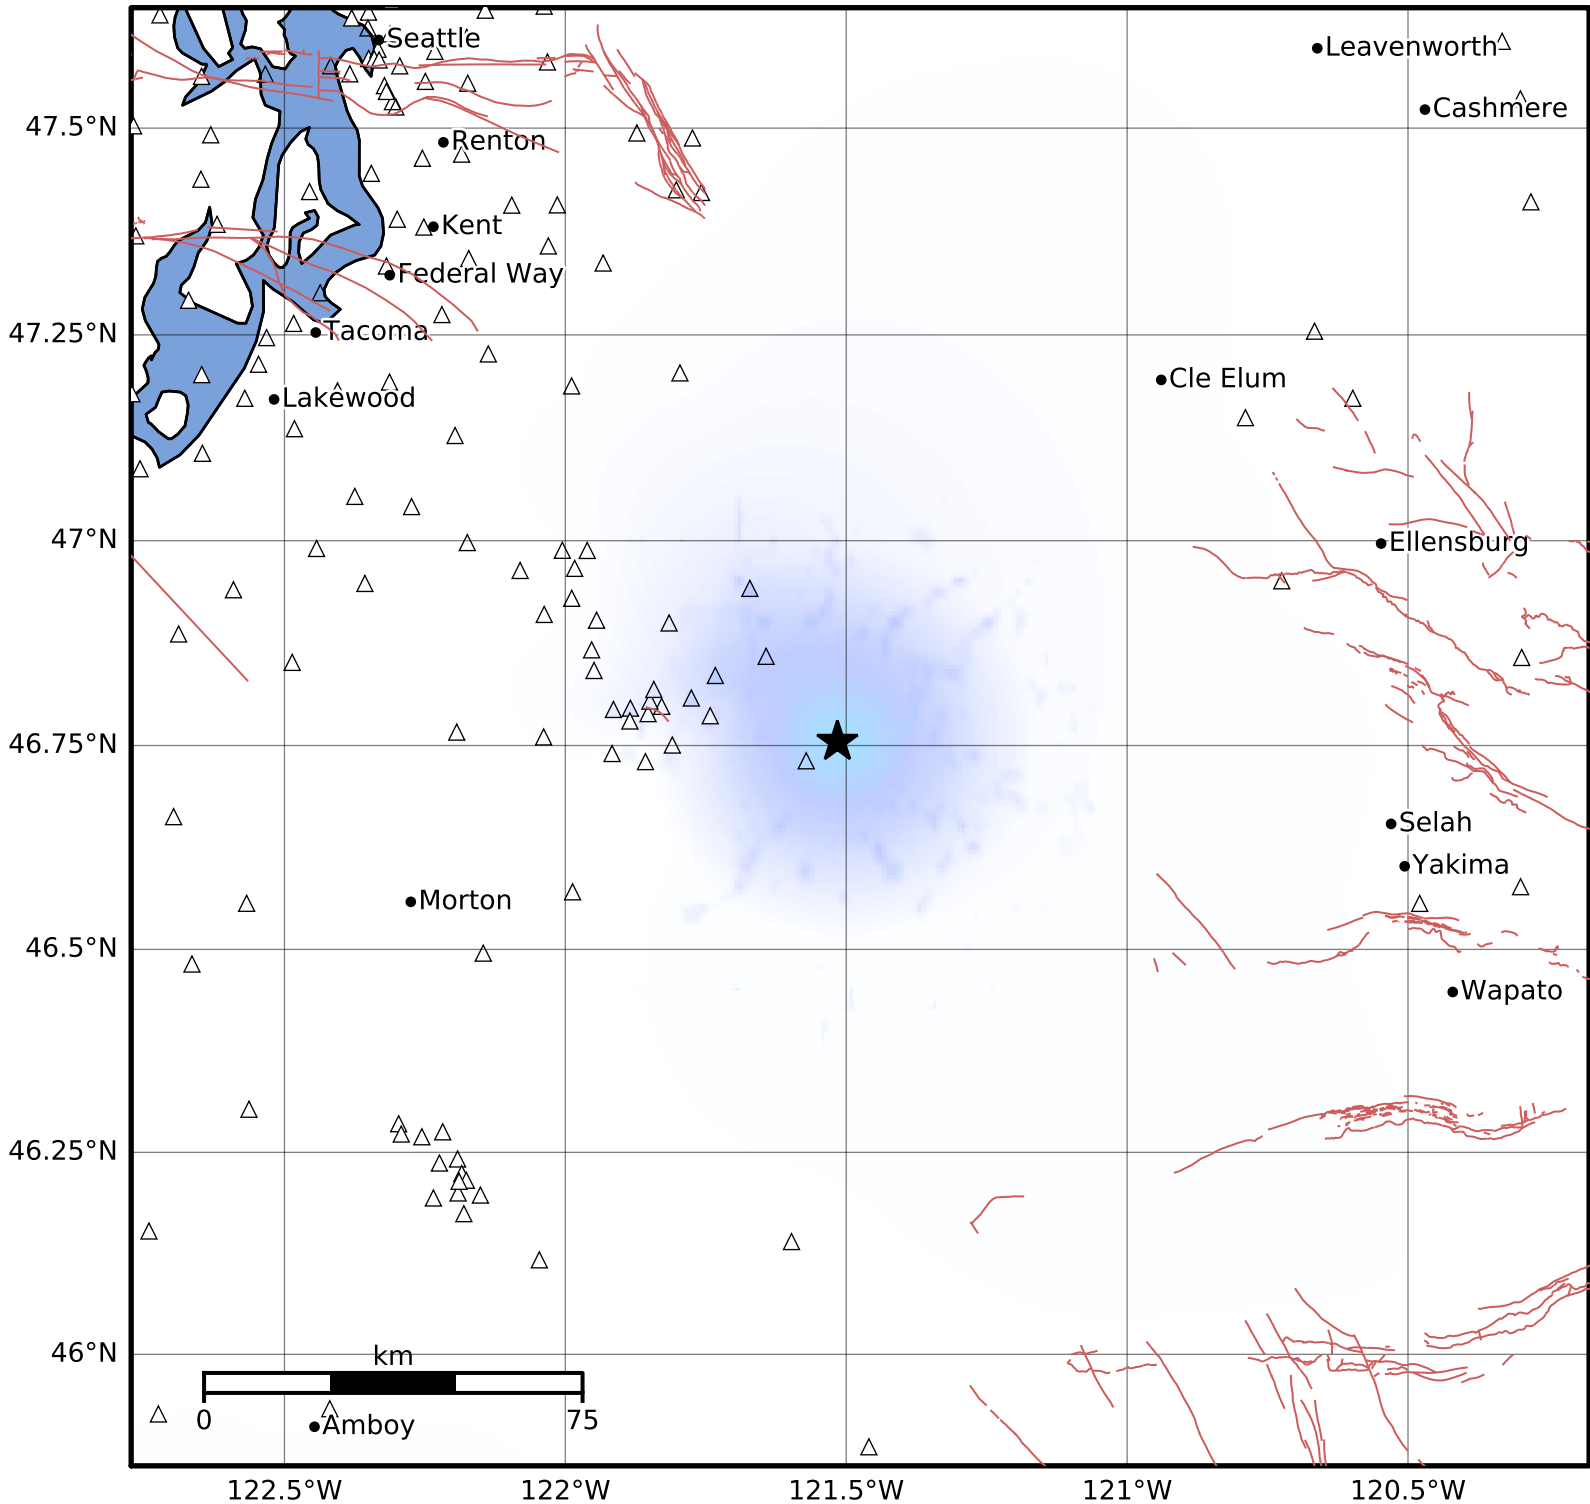 Seattle
Leavenworth
Cashmere
47.5°N
Renton
Kent
Federal Way
47.25°N
Tacoma
Cle Elum
Lakewood
47°N
Ellensburg
46.75°N
Selah
Yakima
Morton
46.5°N
Wapato
46.25°N
46°N
km
0 75
Amboy
122.5°W 122°W 121.5°W 121°W 120.5°W